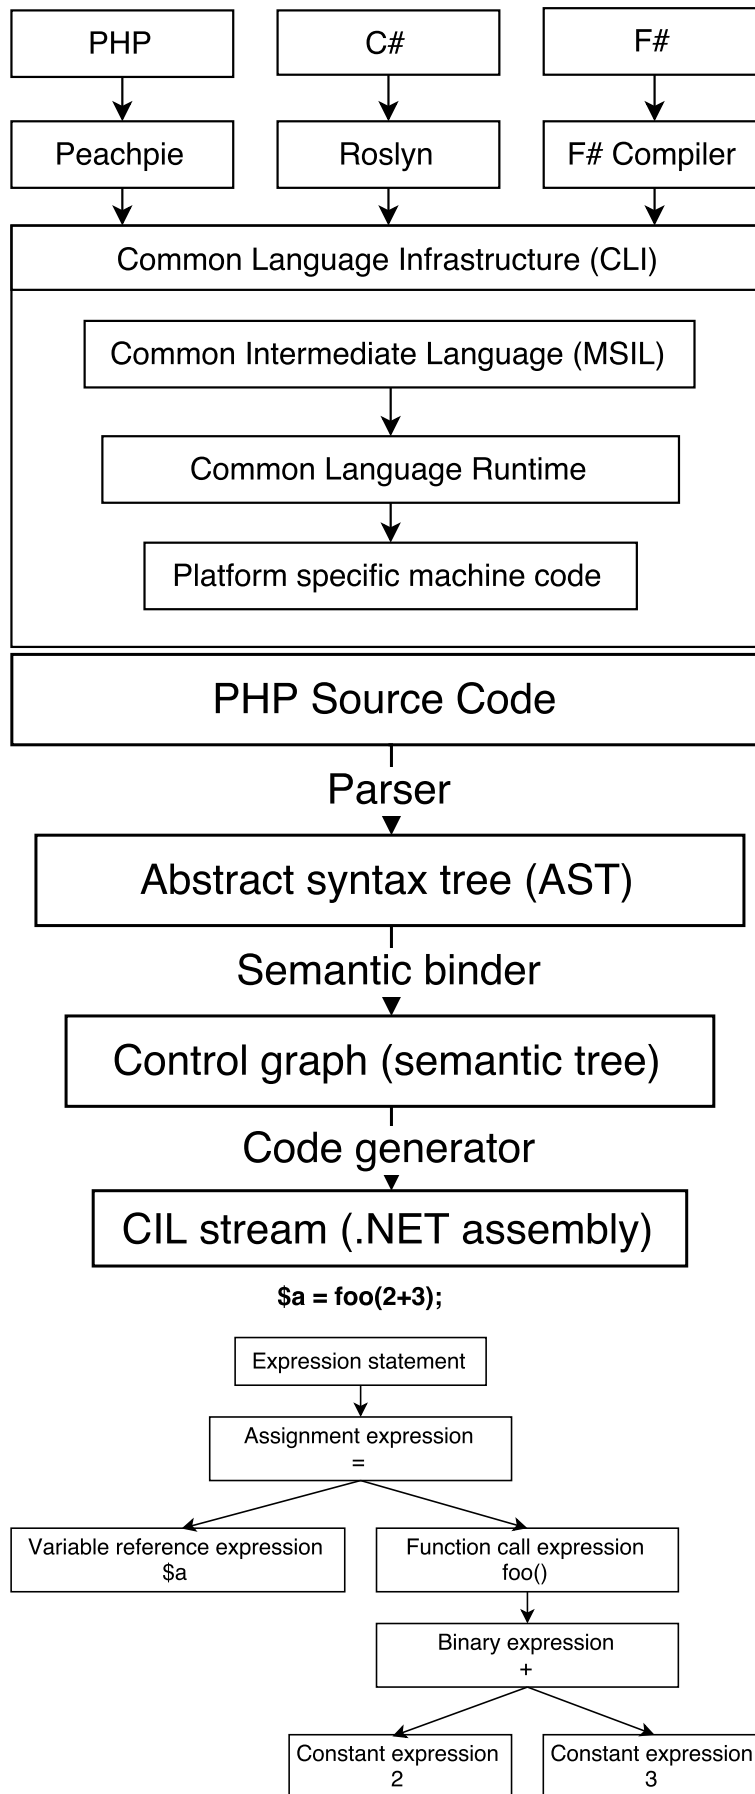 PHP C# F#
Peachpie Roslyn F# Compiler
Common Language Infrastructure (CLI)
Common Intermediate Language (MSIL)
Common Language Runtime
Platform specific machine code
PHP Source Code
Parser
Abstract syntax tree (AST)
Semantic binder
Control graph (semantic tree)
Code generator
CIL stream (.NET assembly)
$a = foo(2+3);
Expression statement
Assignment expression
=
Variable reference expression
$a
Function call expression
foo()
Binary expression
+
Constant expression
2
Constant expression
3